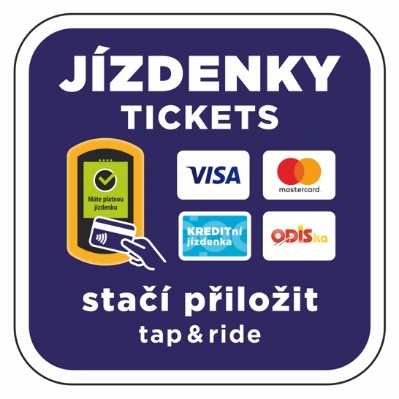 JÍZDENKY
TICKETS
Máte platnou
jízdenku
VISA
mastercard
KREDITní
jízdenka
ODISka
stačí přiložit
tap & ride